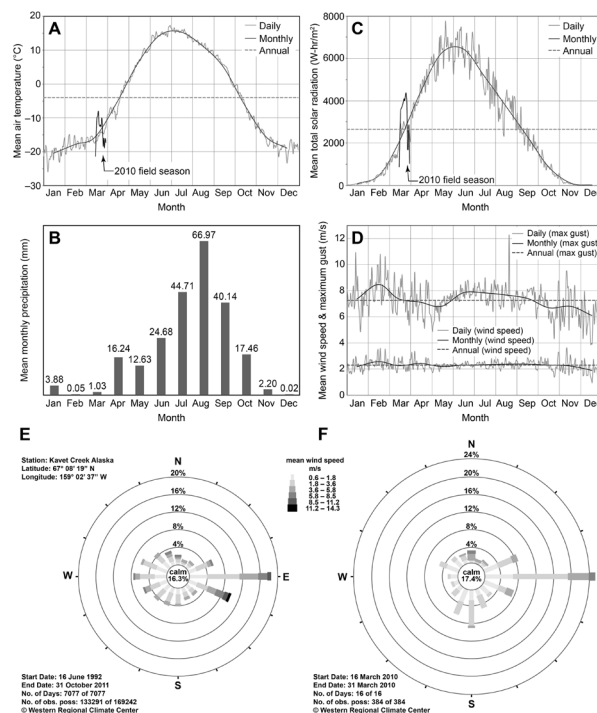 A
Daily
Monthly
Annual
Mean air temperature (°C)
20
10
0
−10
−20
−30
2010 field season
Jan Feb Mar Apr May Jun Jul Aug Sep Oct Nov Dec
Month
C
Daily
Monthly
Annual
Mean total solar radiation (W-hr/m²)
8000
6000
4000
2000
0
2010 field season
Jan Feb Mar Apr May Jun Jul Aug Sep Oct Nov Dec
Month
B
Mean monthly precipitation (mm)
3.88 0.05 1.03 16.24 12.63 24.68 44.71 66.97 40.14 17.46 2.20 0.02
Jan Feb Mar Apr May Jun Jul Aug Sep Oct Nov Dec
Month
D
Daily (max gust)
Monthly (max gust)
Annual (max gust)
Mean wind speed & maximum gust (m/s)
12
10
8
6
4
2
0
Daily (wind speed)
Monthly (wind speed)
Annual (wind speed)
Jan Feb Mar Apr May Jun Jul Aug Sep Oct Nov Dec
Month
E
Station: Kavet Creek Alaska
Latitude: 67° 08' 19" N
Longitude: 159° 02' 37" W
N
20%
16%
12%
8%
4%
calm
16.3%
W
E
S
Start Date: 16 June 1992
End Date: 31 October 2011
No. of Days: 7077 of 7077
No. of obs. poss: 133291 of 169242
© Western Regional Climate Center
mean wind speed
m/s
0.6 – 1.8
1.8 – 3.6
3.6 – 5.8
5.8 – 8.5
8.5 – 11.2
11.2 – 14.3
F
N
24%
20%
16%
12%
8%
4%
calm
17.4%
W
S
Start Date: 16 March 2010
End Date: 31 March 2010
No. of Days: 16 of 16
No. of obs. poss: 384 of 384
© Western Regional Climate Center